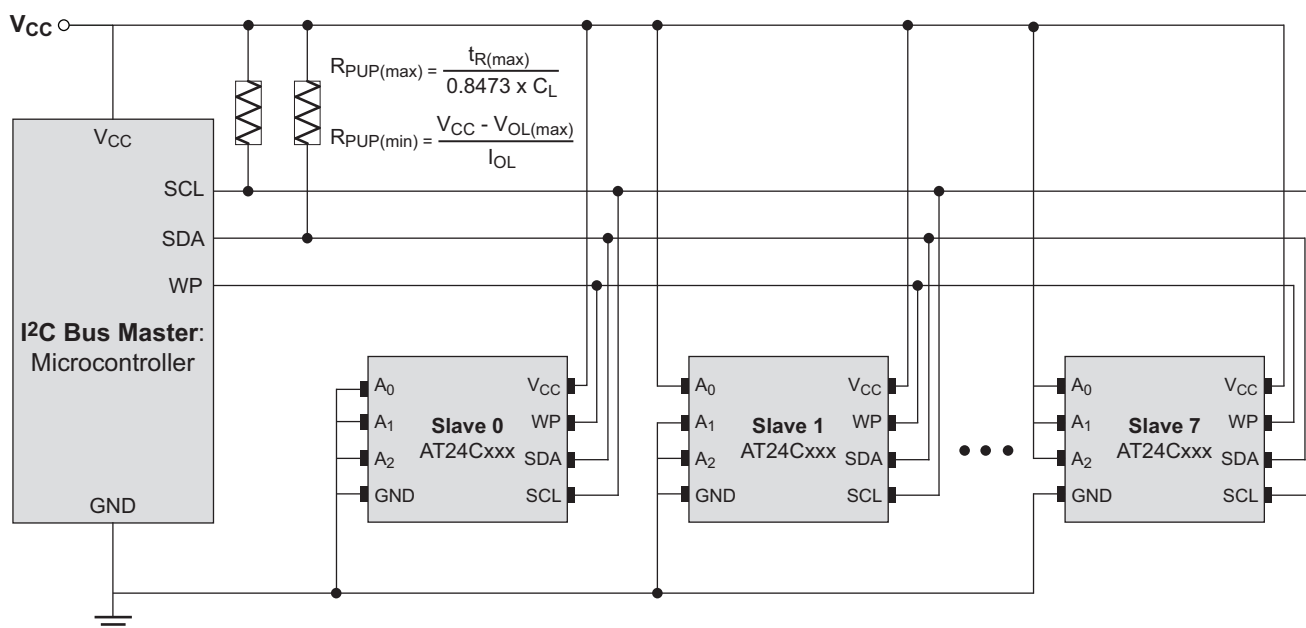 VCC
RPUP(max) = tR(max)
0.8473 x CL
RPUP(min) = VCC - VOL(max)
IOL
VCC
SCL
SDA
WP
I²C Bus Master:
Microcontroller
GND
A0
A1
A2
GND
Slave 0
AT24Cxxx
VCC
WP
SDA
SCL
A0
A1
A2
GND
Slave 1
AT24Cxxx
VCC
WP
SDA
SCL
A0
A1
A2
GND
Slave 7
AT24Cxxx
VCC
WP
SDA
SCL